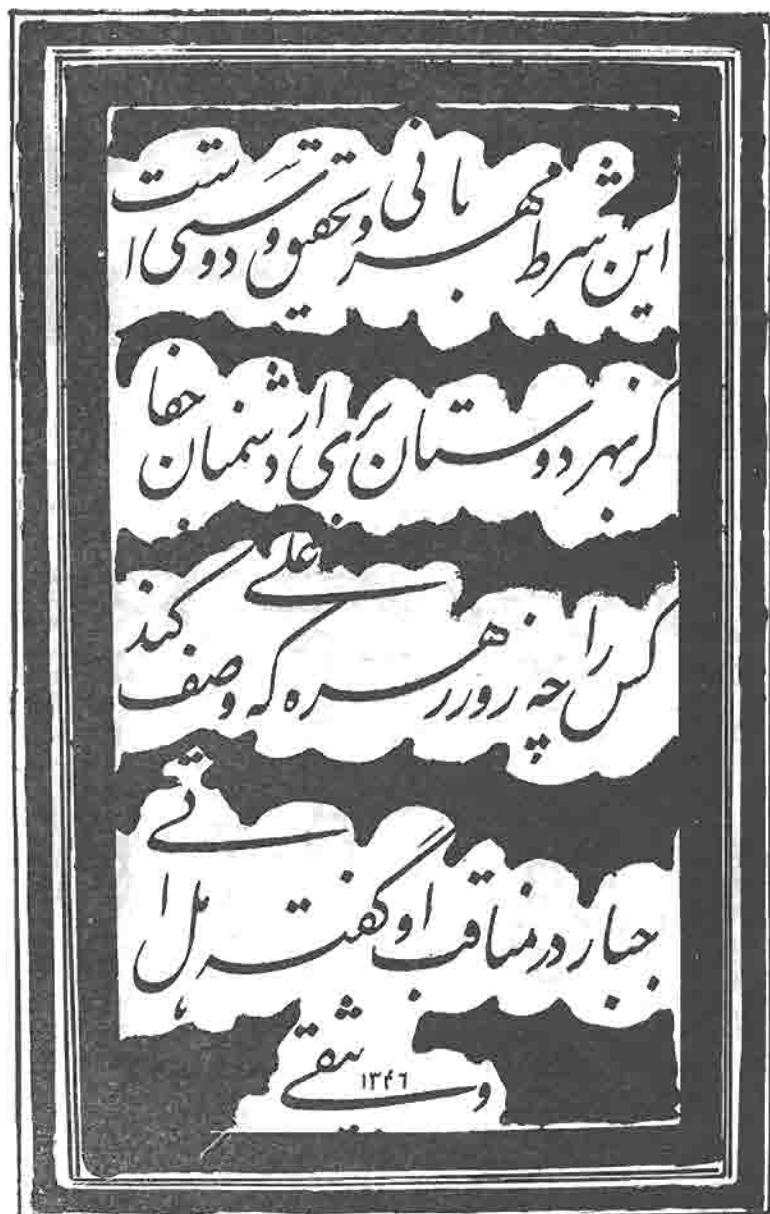 این شرط مهربانی و تحقیق و دوستی است
کز بهر دوستان بری از دشمنان جفا
کس را چه زور و زهره که وصف علی کند
جبار در مناقب او گفته هل اتی
وثیقی ۱۳۴۶